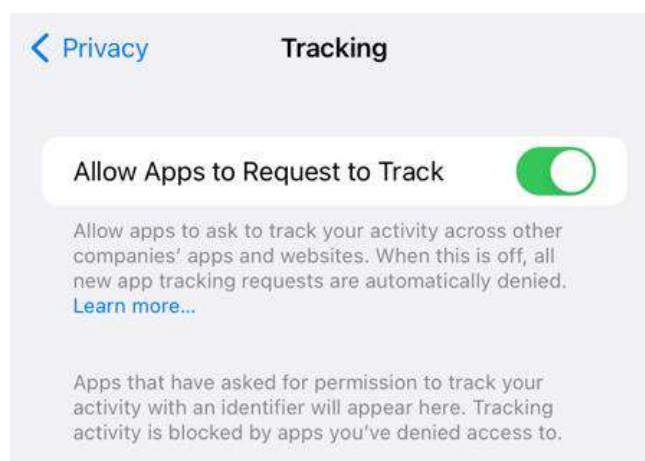 Privacy Tracking
Allow Apps to Request to Track
Allow apps to ask to track your activity across other
companies' apps and websites. When this is off, all
new app tracking requests are automatically denied.
Learn more...
Apps that have asked for permission to track your
activity with an identifier will appear here. Tracking
activity is blocked by apps you've denied access to.